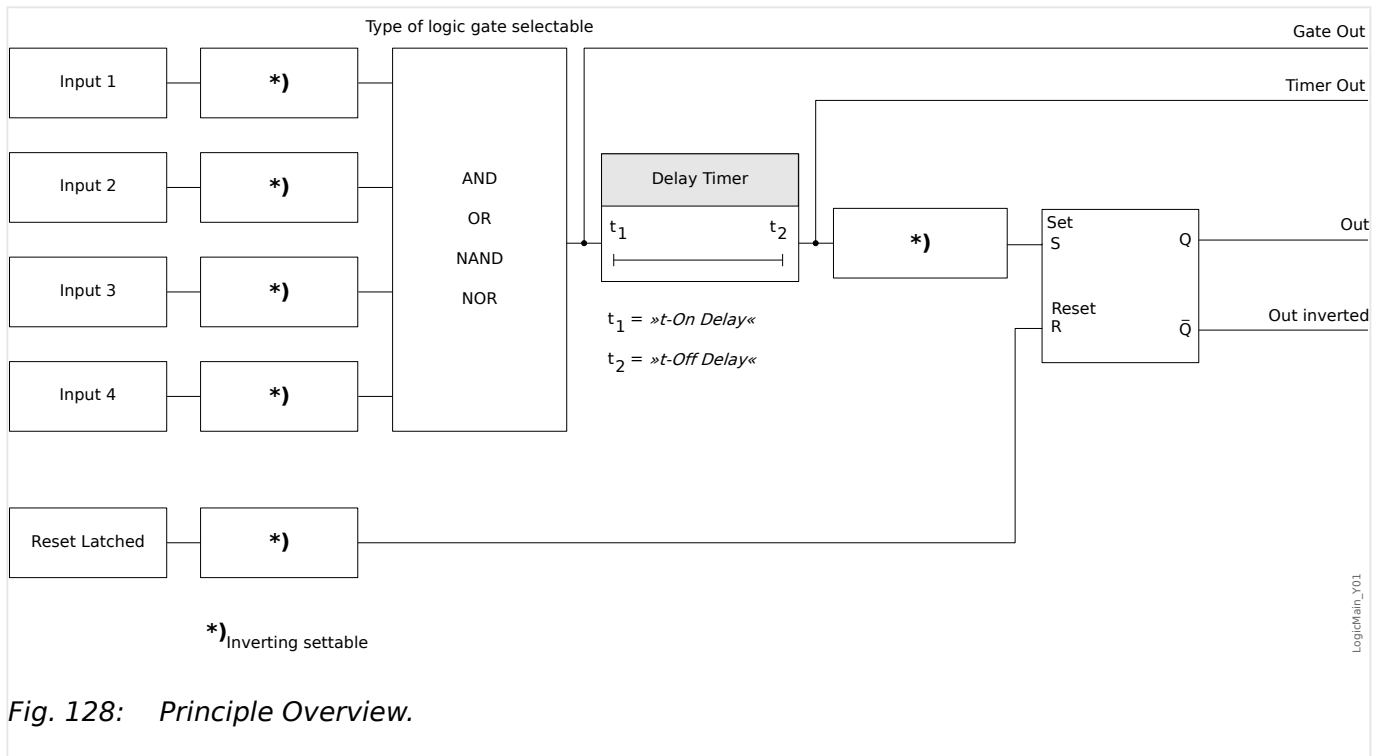 Type of logic gate selectable
Gate Out
Timer Out
Input 1
*)
Input 2
*)
Input 3
*)
Input 4
*)
AND
OR
NAND
NOR
Delay Timer
t1
t2
t1 = »t-On Delay«
t2 = »t-Off Delay«
*)
Set
S
Q
Reset
R
Q̅
Out
Out inverted
Reset Latched
*)
*)Inverting settable
LogicMain_Y01
Fig. 128: Principle Overview.